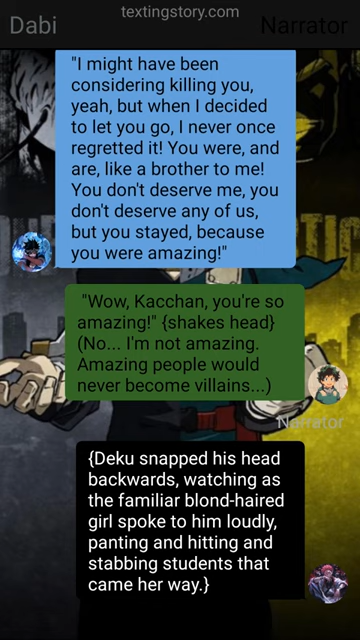 textingstory.com
Dabi
Narrator
"I might have been
considering killing you,
yeah, but when I decided
to let you go, I never once
regretted it! You were, and
are, like a brother to me!
You don't deserve me, you
don't deserve any of us,
but you stayed, because
you were amazing!"
"Wow, Kacchan, you're so
amazing!" {shakes head}
(No... I'm not amazing.
Amazing people would
never become villains...)
Narrator
{Deku snapped his head
backwards, watching as
the familiar blond-haired
girl spoke to him loudly,
panting and hitting and
stabbing students that
came her way.}